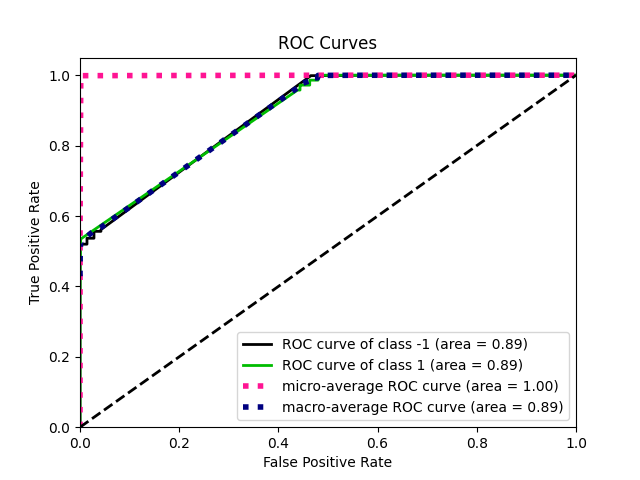 ROC Curves
1.0
0.8
0.6
0.4
0.2
0.0
True Positive Rate
0.0 0.2 0.4 0.6 0.8 1.0
False Positive Rate
ROC curve of class -1 (area = 0.89)
ROC curve of class 1 (area = 0.89)
micro-average ROC curve (area = 1.00)
macro-average ROC curve (area = 0.89)